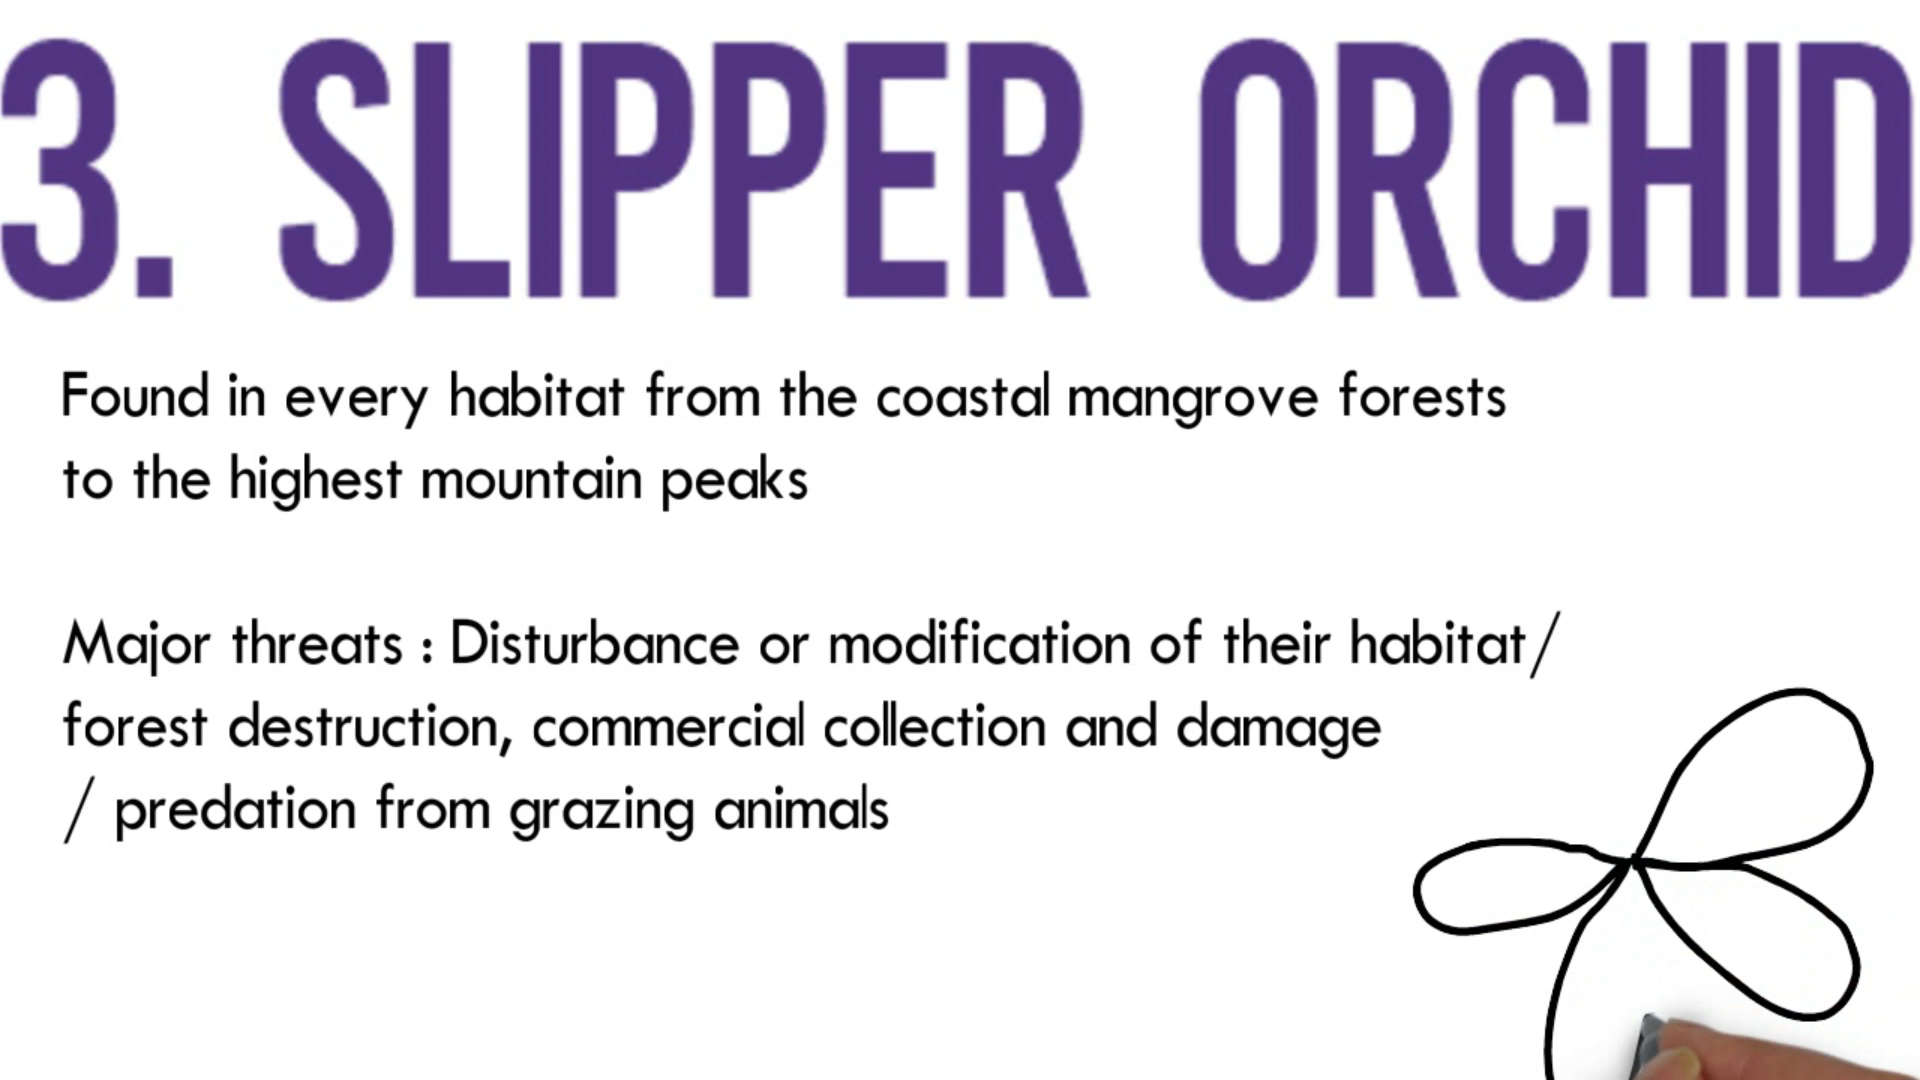 3. SLIPPER ORCHID
Found in every habitat from the coastal mangrove forests
to the highest mountain peaks
Major threats : Disturbance or modification of their habitat/
forest destruction, commercial collection and damage
/ predation from grazing animals